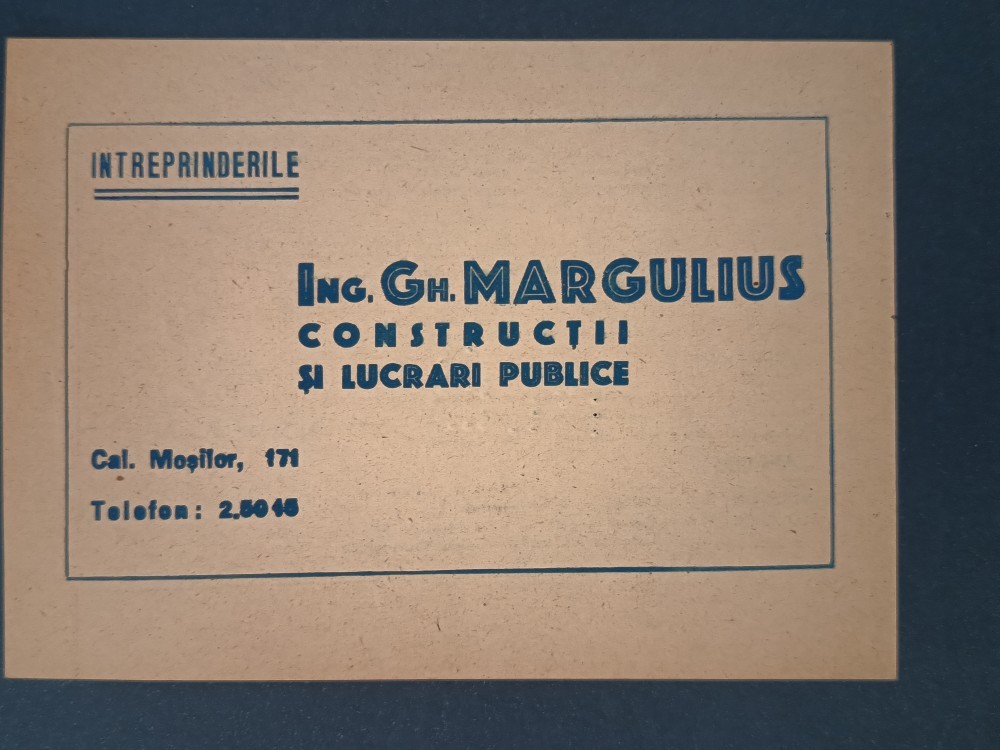 INTREPRINDERILE
ING. GH. MARGULIUS
CONSTRUCȚII
ȘI LUCRARI PUBLICE
Cal. Moșilor, 171
Telefon: 2.5045